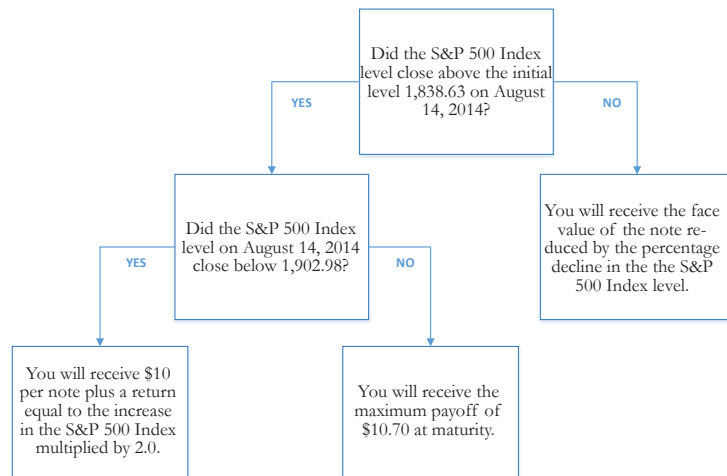 Did the S&P 500 Index
level close above the initial
level 1,838.63 on August
14, 2014?
YES
NO
Did the S&P 500 Index
level on August 14, 2014
close below 1,902.98?
You will receive the face
value of the note re-
duced by the percentage
decline in the the S&P
500 Index level.
YES
NO
You will receive $10
per note plus a return
equal to the increase
in the S&P 500 Index
multiplied by 2.0.
You will receive the
maximum payoff of
$10.70 at maturity.